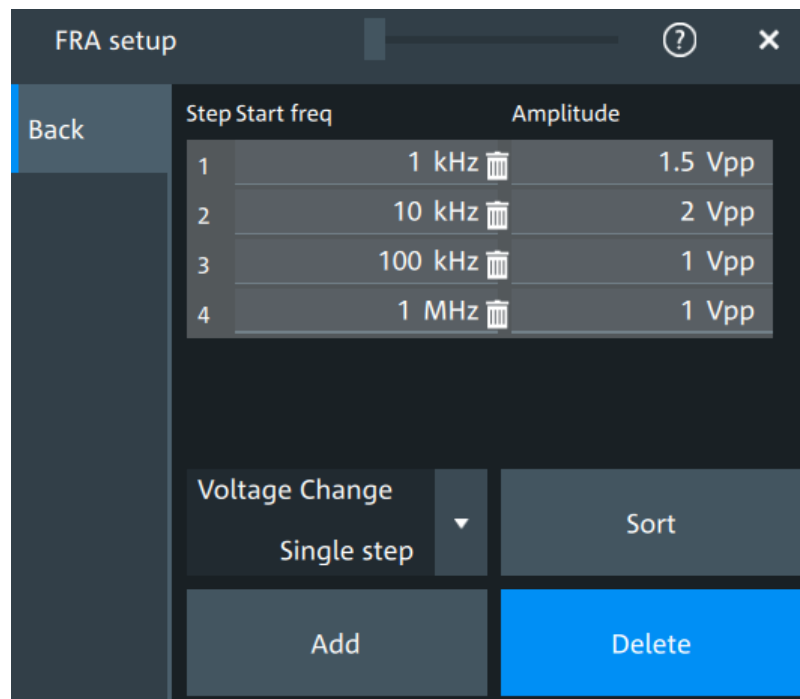 FRA setup ? ×
Back
Step Start freq Amplitude
1 1 kHz 1.5 Vpp
2 10 kHz 2 Vpp
3 100 kHz 1 Vpp
4 1 MHz 1 Vpp
Voltage Change
Single step
Sort
Add
Delete